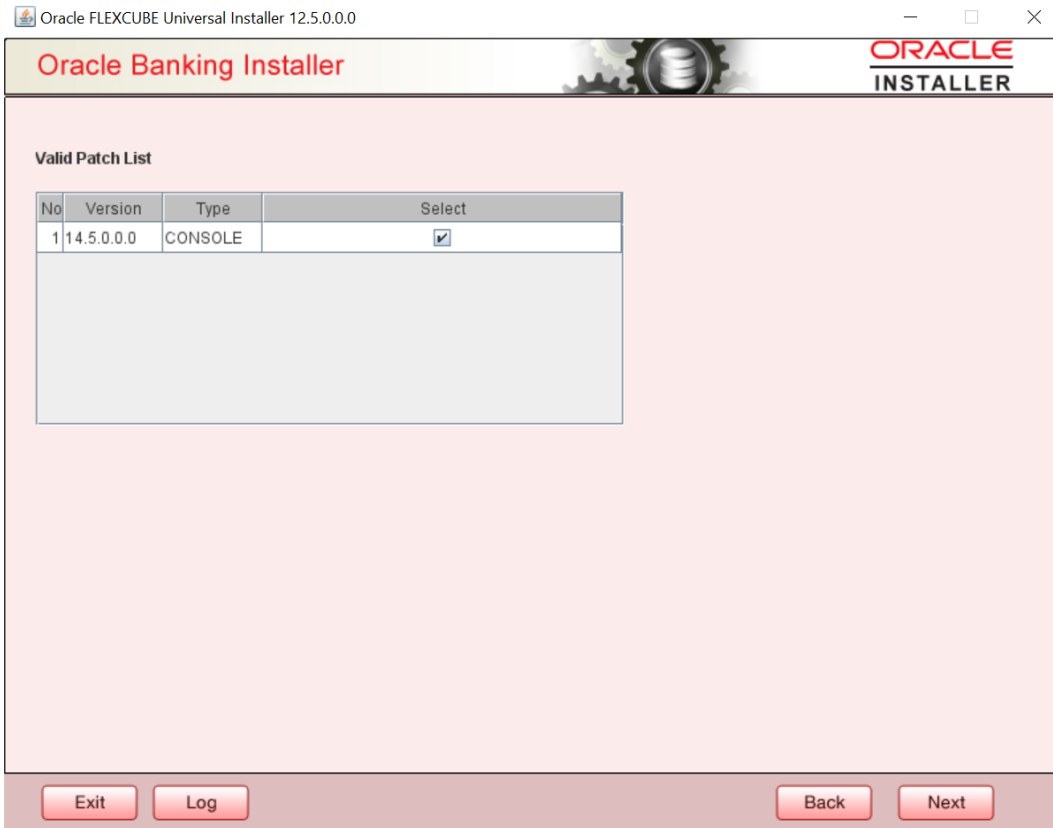 Oracle FLEXCUBE Universal Installer 12.5.0.0.0
Oracle Banking Installer
ORACLE
INSTALLER
Valid Patch List
No Version Type Select
1 14.5.0.0.0 CONSOLE
Exit Log Back Next